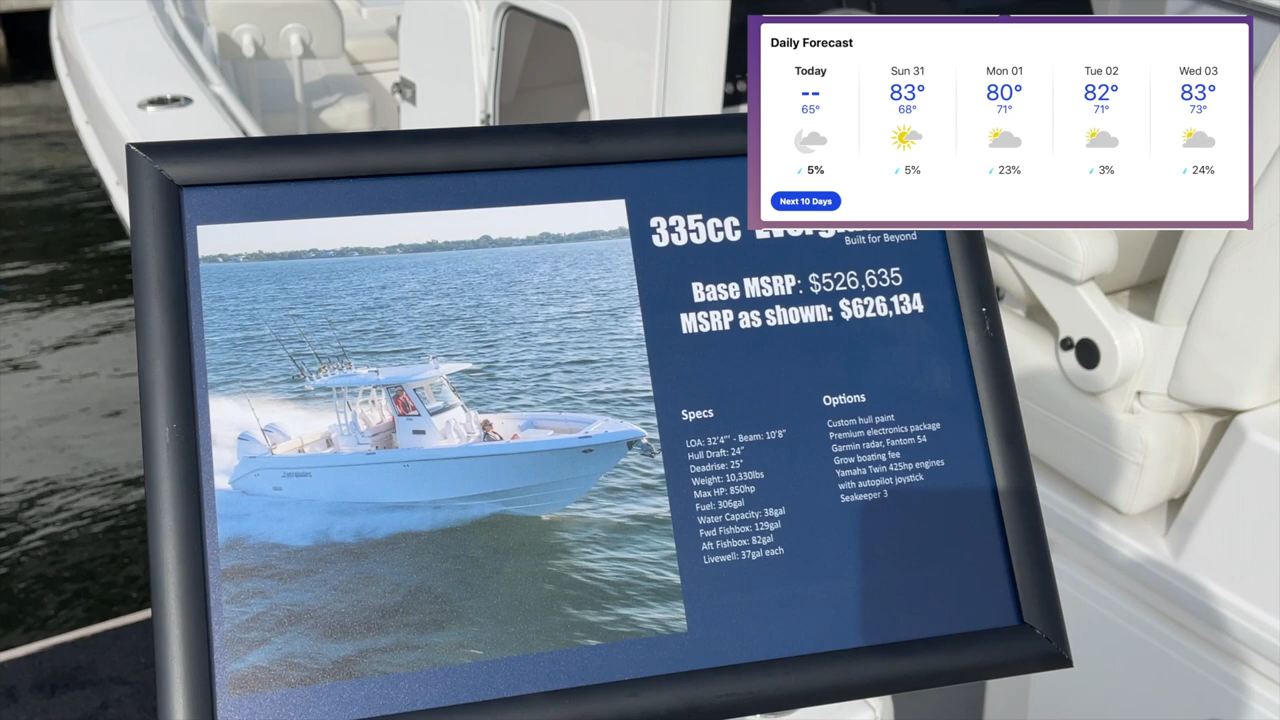 Daily Forecast
Today
--
65°
5%
Sun 31
83°
68°
5%
Mon 01
80°
71°
23%
Tue 02
82°
71°
3%
Wed 03
83°
73°
24%
Next 10 Days
335cc
Built for Beyond
Base MSRP: $526,635
MSRP as shown: $626,134
Specs
LOA: 32'4"' - Beam: 10'8"
Hull Draft: 24"
Deadrise: 25°
Weight: 10,330lbs
Max HP: 850hp
Fuel: 306gal
Water Capacity: 38gal
Fwd Fishbox: 129gal
Aft Fishbox: 82gal
Livewell: 37gal each
Options
Custom hull paint
Premium electronics package
Garmin radar, Fantom 54
Grow boating fee
Yamaha Twin 425hp engines
with autopilot joystick
Seakeeper 3